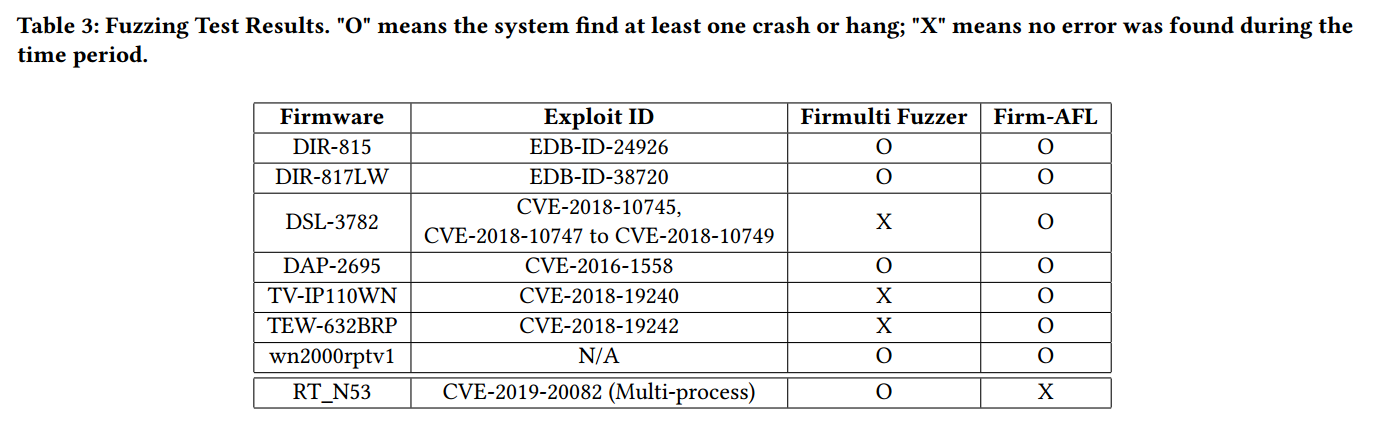 Table 3: Fuzzing Test Results. "O" means the system find at least one crash or hang; "X" means no error was found during the
time period.
Firmware Exploit ID Firmulti Fuzzer Firm-AFL
DIR-815 EDB-ID-24926 O O
DIR-817LW EDB-ID-38720 O O
DSL-3782 CVE-2018-10745,
CVE-2018-10747 to CVE-2018-10749 X O
DAP-2695 CVE-2016-1558 O O
TV-IP110WN CVE-2018-19240 X O
TEW-632BRP CVE-2018-19242 X O
wn2000rptv1 N/A O O
RT_N53 CVE-2019-20082 (Multi-process) O X